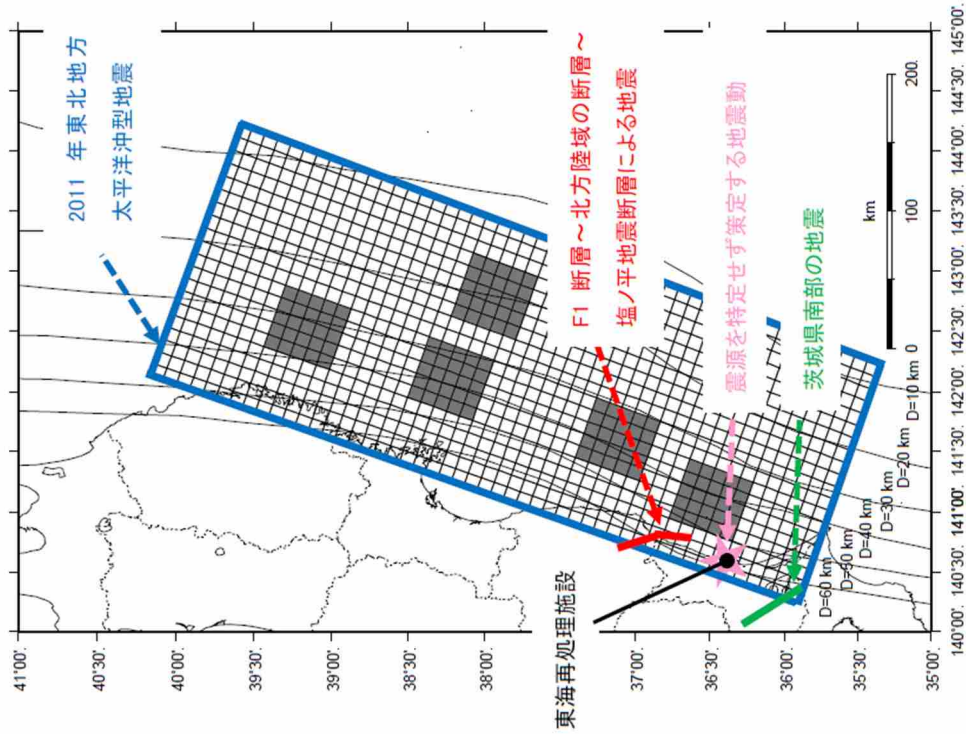 2011 年東北地方
太平洋沖型地震
F1 断層～北方陸域の断層～
塩ノ平地震断層による地震
震源を特定せず策定する地震動
茨城県南部の地震
東海再処理施設
41°00'.
40°30'.
40°00'.
39°30'.
39°00'.
38°30'.
38°00'.
37°00'.
36°30'.
36°00'.
35°30'.
35°00'.
140°00'.
140°30'.
141°00'.
141°30'.
142°00'.
142°30'.
143°00'.
143°30'.
144°00'.
144°30'.
145°00'.
D=60 km
D=50 km
D=40 km
D=30 km
D=20 km
D=10 km
km
0
100
200.